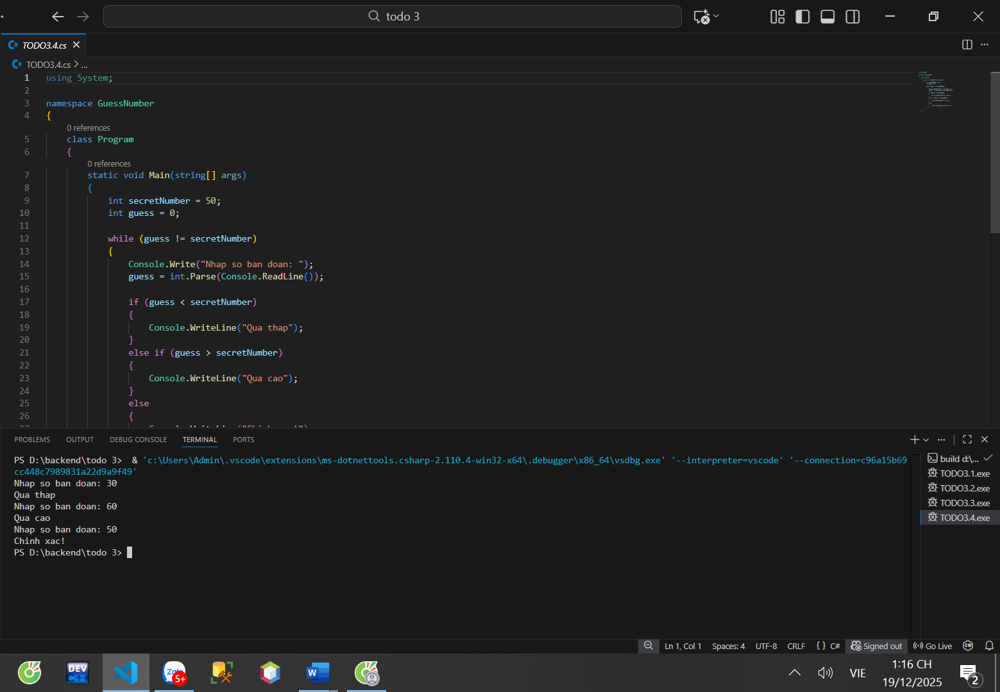 todo 3
TODO3.4.cs
TODO3.4.cs > ...
1 using System;
2
3 namespace GuessNumber
4 {
0 references
5 class Program
6 {
0 references
7 static void Main(string[] args)
8 {
9 int secretNumber = 50;
10 int guess = 0;
11
12 while (guess != secretNumber)
13 {
14 Console.Write("Nhap so ban doan: ");
15 guess = int.Parse(Console.ReadLine());
16
17 if (guess < secretNumber)
18 {
19 Console.WriteLine("Qua thap");
20 }
21 else if (guess > secretNumber)
22 {
23 Console.WriteLine("Qua cao");
24 }
25 else
26 {
PROBLEMS OUTPUT DEBUG CONSOLE TERMINAL PORTS
PS D:\backend\todo 3> & 'c:\Users\Admin\.vscode\extensions\ms-dotnettools.csharp-2.110.4-win32-x64\.debugger\x86_64\vsdbg.exe' '--interpreter=vscode' '--connection=c96a15b69
cc448c7989831a22d9a9f49'
Nhap so ban doan: 30
Qua thap
Nhap so ban doan: 60
Qua cao
Nhap so ban doan: 50
Chinh xac!
PS D:\backend\todo 3>
build d:\...
TODO3.1.exe
TODO3.2.exe
TODO3.3.exe
TODO3.4.exe
Ln 1, Col 1 Spaces: 4 UTF-8 CRLF { } C# Signed out Go Live
DEV C++
Zalo 5+
W
VIE
1:16 CH
19/12/2025
2